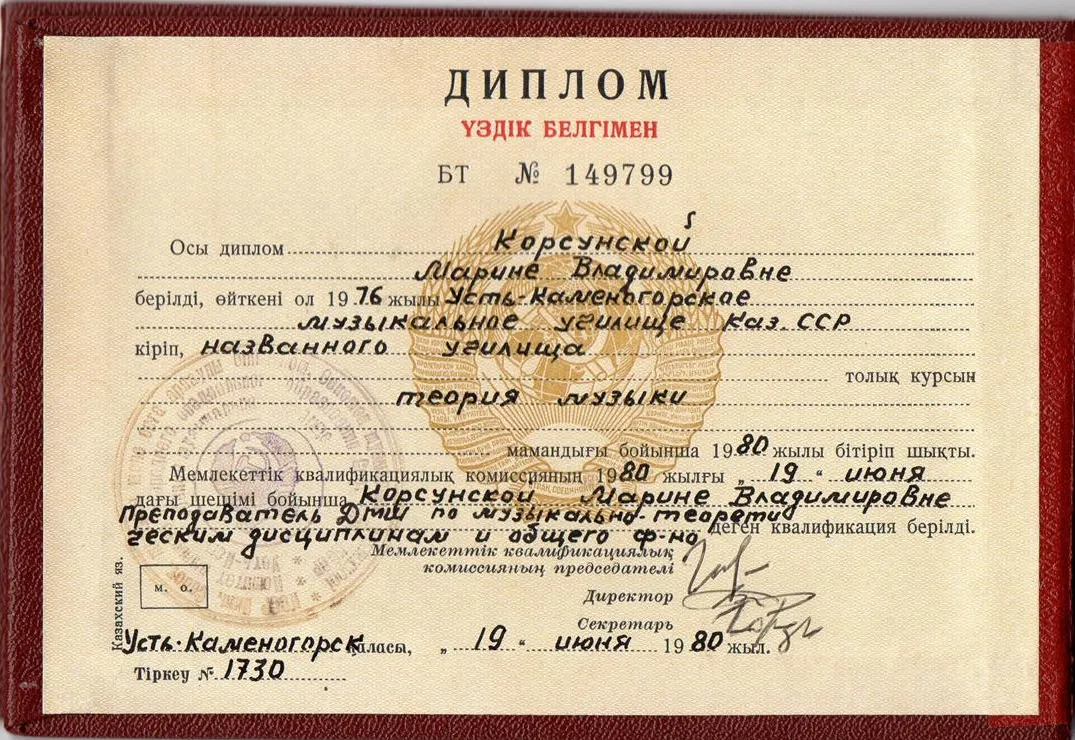 ДИПЛОМ
ҮЗДІК БЕЛГІМЕН
БТ № 149799
Осы диплом Корсунской
Марине Владимировне
берілді, өйткені ол 1976 жылы Усть-Каменогорское
музыкальное училище Каз. ССР
кіріп, названного училища
толық курсын
теория музыки
мамандығы бойынша 1980 жылы бітіріп шықты.
Мемлекеттік квалификациялық комиссияның 1980 жылғы „ 19 “ июня
дағы шешімі бойынша Корсунской Марине Владимировне
Преподаватель ДМШ по музыкально-теорети
ческим дисциплинам и общего ф-но деген квалификация берілді.
Мемлекеттік квалификациялық
комиссияның председателі
Директор
Секретарь
Казахский яз.
М. О.
Усть-Каменогорск қаласы, „ 19 “ июня 1980 жыл.
Тіркеу № 1730